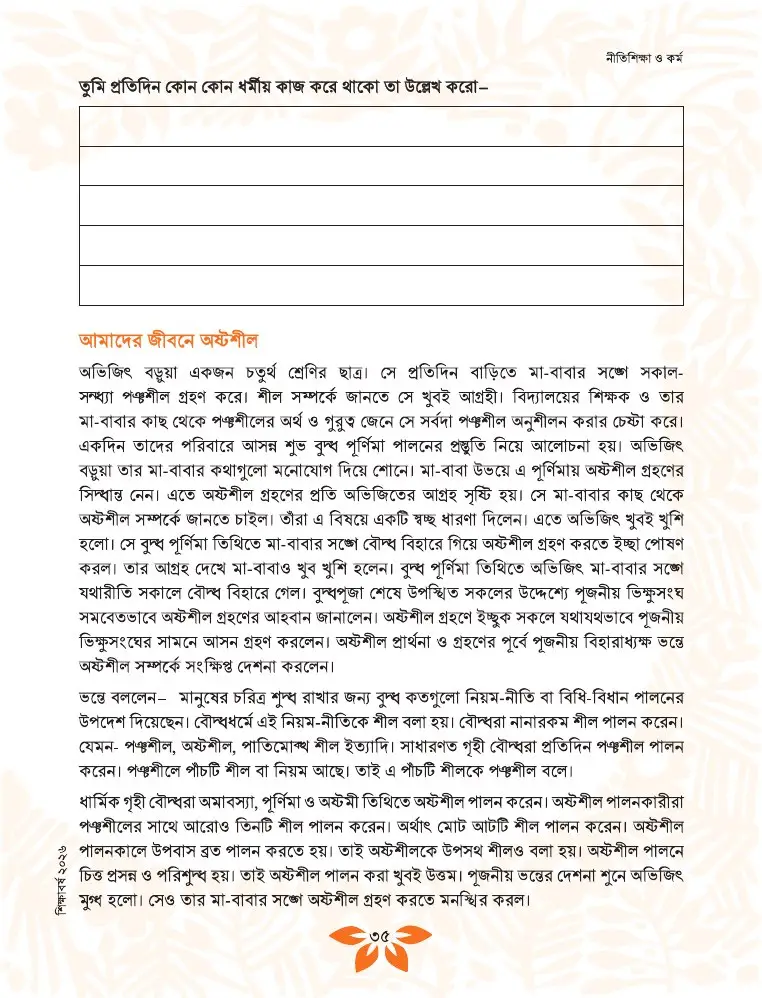 নীতিশিক্ষা ও কর্ম
তুমি প্রতিদিন কোন কোন ধর্মীয় কাজ করে থাকো তা উল্লেখ করো–
আমাদের জীবনে অষ্টশীল
অভিজিৎ বড়ুয়া একজন চতুর্থ শ্রেণির ছাত্র। সে প্রতিদিন বাড়িতে মা-বাবার সঙ্গে সকাল-
সন্ধ্যা পঞ্চশীল গ্রহণ করে। শীল সম্পর্কে জানতে সে খুবই আগ্রহী। বিদ্যালয়ের শিক্ষক ও তার
মা-বাবার কাছ থেকে পঞ্চশীলের অর্থ ও গুরুত্ব জেনে সে সর্বদা পঞ্চশীল অনুশীলন করার চেষ্টা করে।
একদিন তাদের পরিবারে আসন্ন শুভ বুদ্ধ পূর্ণিমা পালনের প্রস্তুতি নিয়ে আলোচনা হয়। অভিজিৎ
বড়ুয়া তার মা-বাবার কথাগুলো মনোযোগ দিয়ে শোনে। মা-বাবা উভয়ে এ পূর্ণিমায় অষ্টশীল গ্রহণের
সিদ্ধান্ত নেন। এতে অষ্টশীল গ্রহণের প্রতি অভিজিতের আগ্রহ সৃষ্টি হয়। সে মা-বাবার কাছ থেকে
অষ্টশীল সম্পর্কে জানতে চাইল। তাঁরা এ বিষয়ে একটি স্বচ্ছ ধারণা দিলেন। এতে অভিজিৎ খুবই খুশি
হলো। সে বুদ্ধ পূর্ণিমা তিথিতে মা-বাবার সঙ্গে বৌদ্ধ বিহারে গিয়ে অষ্টশীল গ্রহণ করতে ইচ্ছা পোষণ
করল। তার আগ্রহ দেখে মা-বাবাও খুব খুশি হলেন। বুদ্ধ পূর্ণিমা তিথিতে অভিজিৎ মা-বাবার সঙ্গে
যথারীতি সকালে বৌদ্ধ বিহারে গেল। বুদ্ধপূজা শেষে উপস্থিত সকলের উদ্দেশ্যে পূজনীয় ভিক্ষুসংঘ
সমবেতভাবে অষ্টশীল গ্রহণের আহবান জানালেন। অষ্টশীল গ্রহণে ইচ্ছুক সকলে যথাযথভাবে পূজনীয়
ভিক্ষুসংঘের সামনে আসন গ্রহণ করলেন। অষ্টশীল প্রার্থনা ও গ্রহণের পূর্বে পূজনীয় বিহারাধ্যক্ষ ভন্তে
অষ্টশীল সম্পর্কে সংক্ষিপ্ত দেশনা করলেন।
ভন্তে বললেন– মানুষের চরিত্র শুদ্ধ রাখার জন্য বুদ্ধ কতগুলো নিয়ম-নীতি বা বিধি-বিধান পালনের
উপদেশ দিয়েছেন। বৌদ্ধধর্মে এই নিয়ম-নীতিকে শীল বলা হয়। বৌদ্ধরা নানারকম শীল পালন করেন।
যেমন- পঞ্চশীল, অষ্টশীল, পাতিমোক্খ শীল ইত্যাদি। সাধারণত গৃহী বৌদ্ধরা প্রতিদিন পঞ্চশীল পালন
করেন। পঞ্চশীলে পাঁচটি শীল বা নিয়ম আছে। তাই এ পাঁচটি শীলকে পঞ্চশীল বলে।
ধার্মিক গৃহী বৌদ্ধরা অমাবস্যা, পূর্ণিমা ও অষ্টমী তিথিতে অষ্টশীল পালন করেন। অষ্টশীল পালনকারীরা
পঞ্চশীলের সাথে আরোও তিনটি শীল পালন করেন। অর্থাৎ মোট আটটি শীল পালন করেন। অষ্টশীল
পালনকালে উপবাস ব্রত পালন করতে হয়। তাই অষ্টশীলকে উপসথ শীলও বলা হয়। অষ্টশীল পালনে
চিত্ত প্রসন্ন ও পরিশুদ্ধ হয়। তাই অষ্টশীল পালন করা খুবই উত্তম। পূজনীয় ভন্তের দেশনা শুনে অভিজিৎ
মুগ্ধ হলো। সেও তার মা-বাবার সঙ্গে অষ্টশীল গ্রহণ করতে মনস্থির করল।
শিক্ষাবর্ষ ২০২৬
৩৫